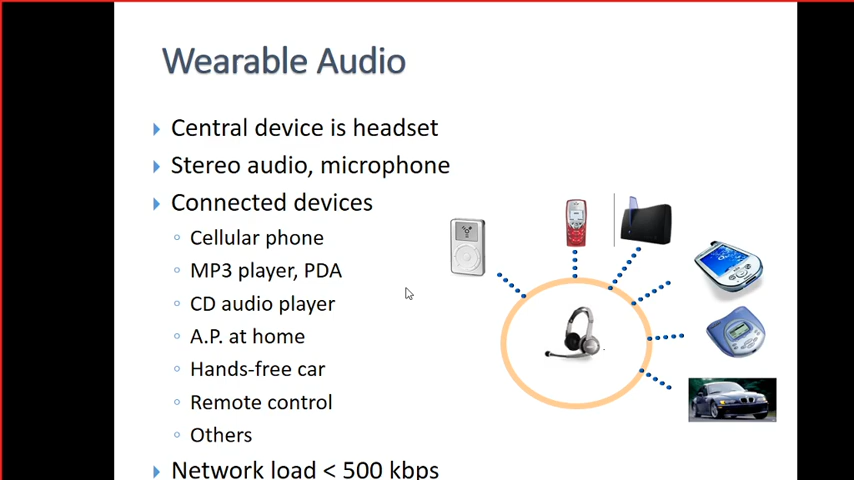 Wearable Audio
Central device is headset
Stereo audio, microphone
Connected devices
Cellular phone
MP3 player, PDA
CD audio player
A.P. at home
Hands-free car
Remote control
Others
Network load < 500 kbps